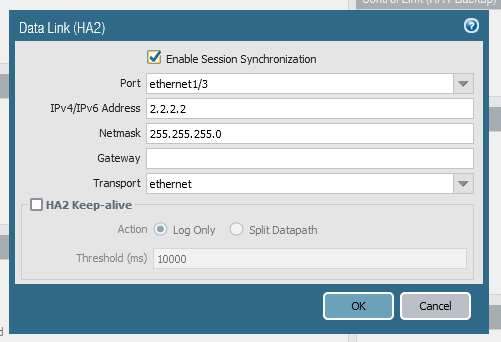 Control Link (HA1 Backup)
Data Link (HA2)
Enable Session Synchronization
Port ethernet1/3
IPv4/IPv6 Address 2.2.2.2
Netmask 255.255.255.0
Gateway
Transport ethernet
HA2 Keep-alive
Action Log Only Split Datapath
Threshold (ms) 10000
OK Cancel